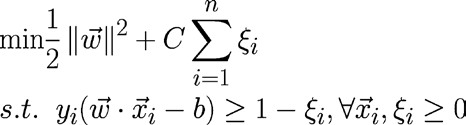 min 1/2 ‖w⃗‖² + C ∑ᵢ₌₁ⁿ ξᵢ
s.t. yᵢ(w⃗ · x⃗ᵢ − b) ≥ 1 − ξᵢ, ∀x⃗ᵢ, ξᵢ ≥ 0